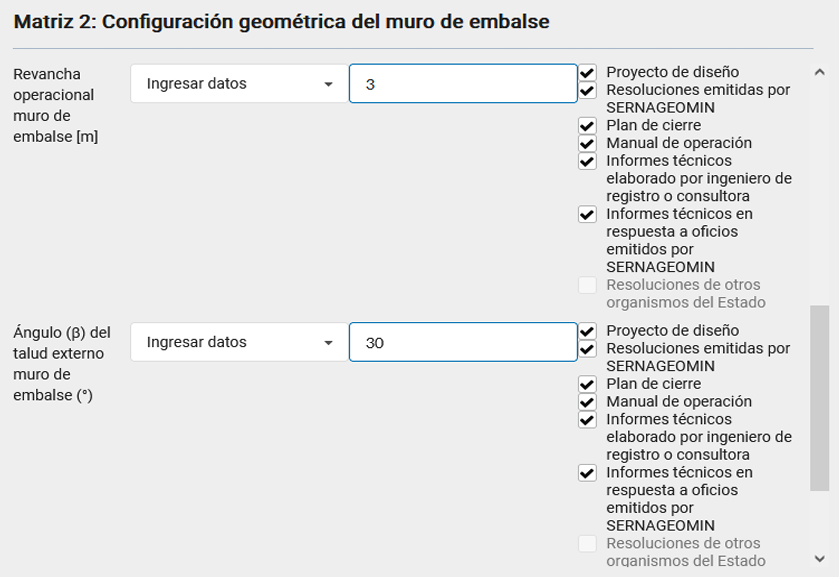 Matriz 2: Configuración geométrica del muro de embalse
Revancha
operacional
muro de
embalse [m]
Ingresar datos
3
Proyecto de diseño
Resoluciones emitidas por
SERNAGEOMIN
Plan de cierre
Manual de operación
Informes técnicos
elaborado por ingeniero de
registro o consultora
Informes técnicos en
respuesta a oficios
emitidos por
SERNAGEOMIN
Resoluciones de otros
organismos del Estado
Ángulo (β) del
talud externo
muro de
embalse (°)
Ingresar datos
30
Proyecto de diseño
Resoluciones emitidas por
SERNAGEOMIN
Plan de cierre
Manual de operación
Informes técnicos
elaborado por ingeniero de
registro o consultora
Informes técnicos en
respuesta a oficios
emitidos por
SERNAGEOMIN
Resoluciones de otros
organismos del Estado